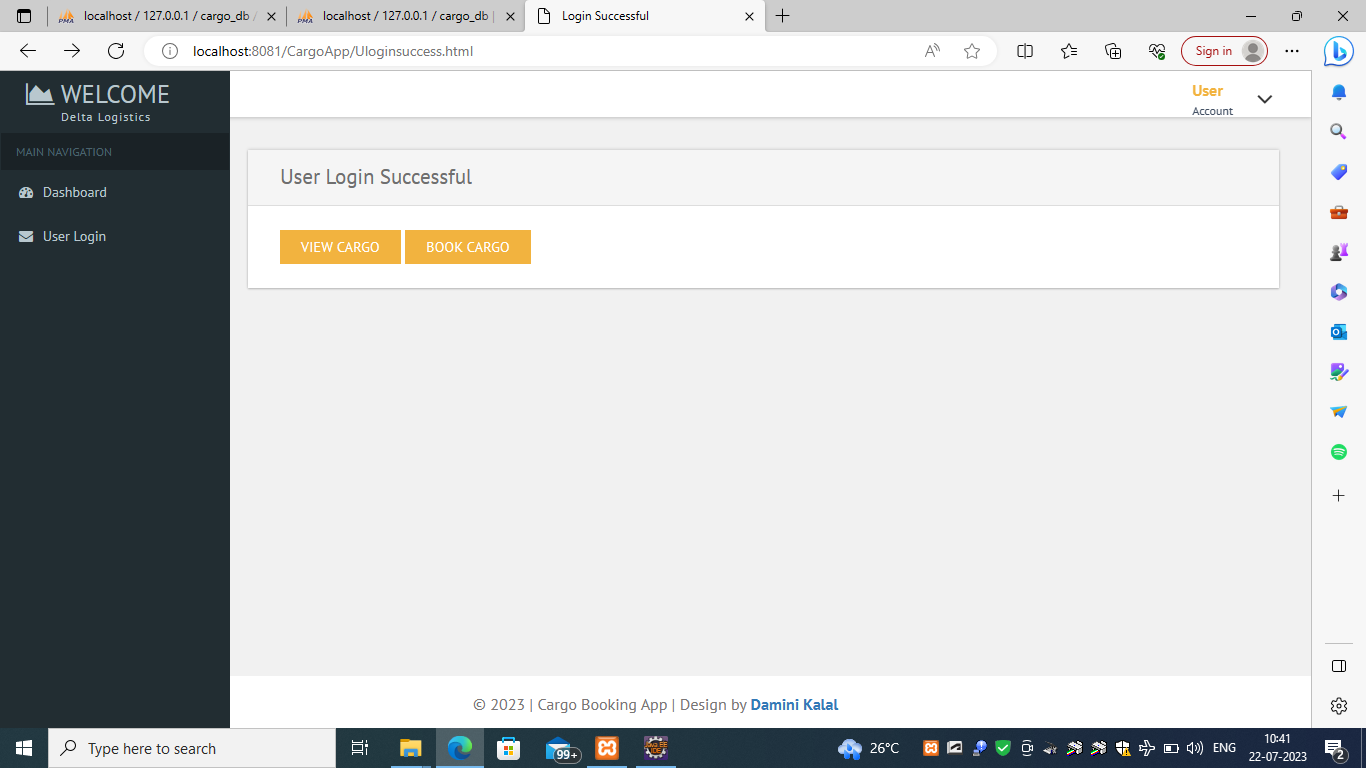 localhost / 127.0.0.1 / cargo_db /
localhost / 127.0.0.1 / cargo_db |
Login Successful
localhost:8081/CargoApp/Uloginsuccess.html
Sign in
WELCOME
Delta Logistics
User
Account
MAIN NAVIGATION
Dashboard
User Login
User Login Successful
VIEW CARGO
BOOK CARGO
© 2023 | Cargo Booking App | Design by Damini Kalal
Type here to search
99+
26°C
ENG
10:41
22-07-2023
2